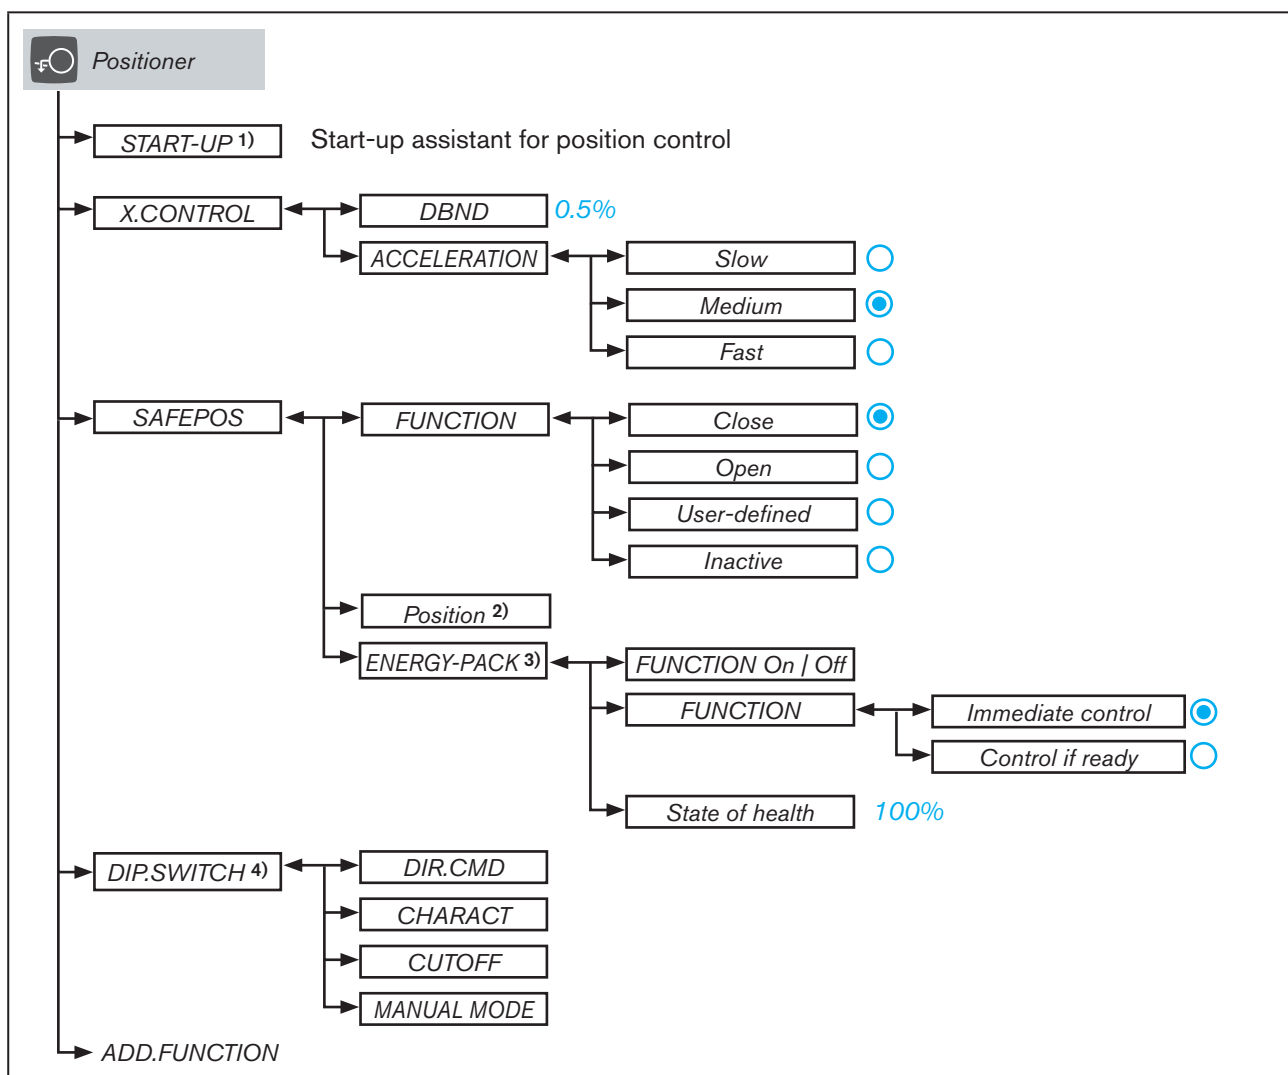 Positioner
START-UP 1) Start-up assistant for position control
X.CONTROL DBND 0.5%
ACCELERATION Slow
Medium
Fast
SAFEPOS FUNCTION Close
Open
User-defined
Inactive
Position 2)
ENERGY-PACK 3) FUNCTION On | Off
FUNCTION Immediate control
Control if ready
State of health 100%
DIP.SWITCH 4) DIR.CMD
CHARACT
CUTOFF
MANUAL MODE
ADD.FUNCTION